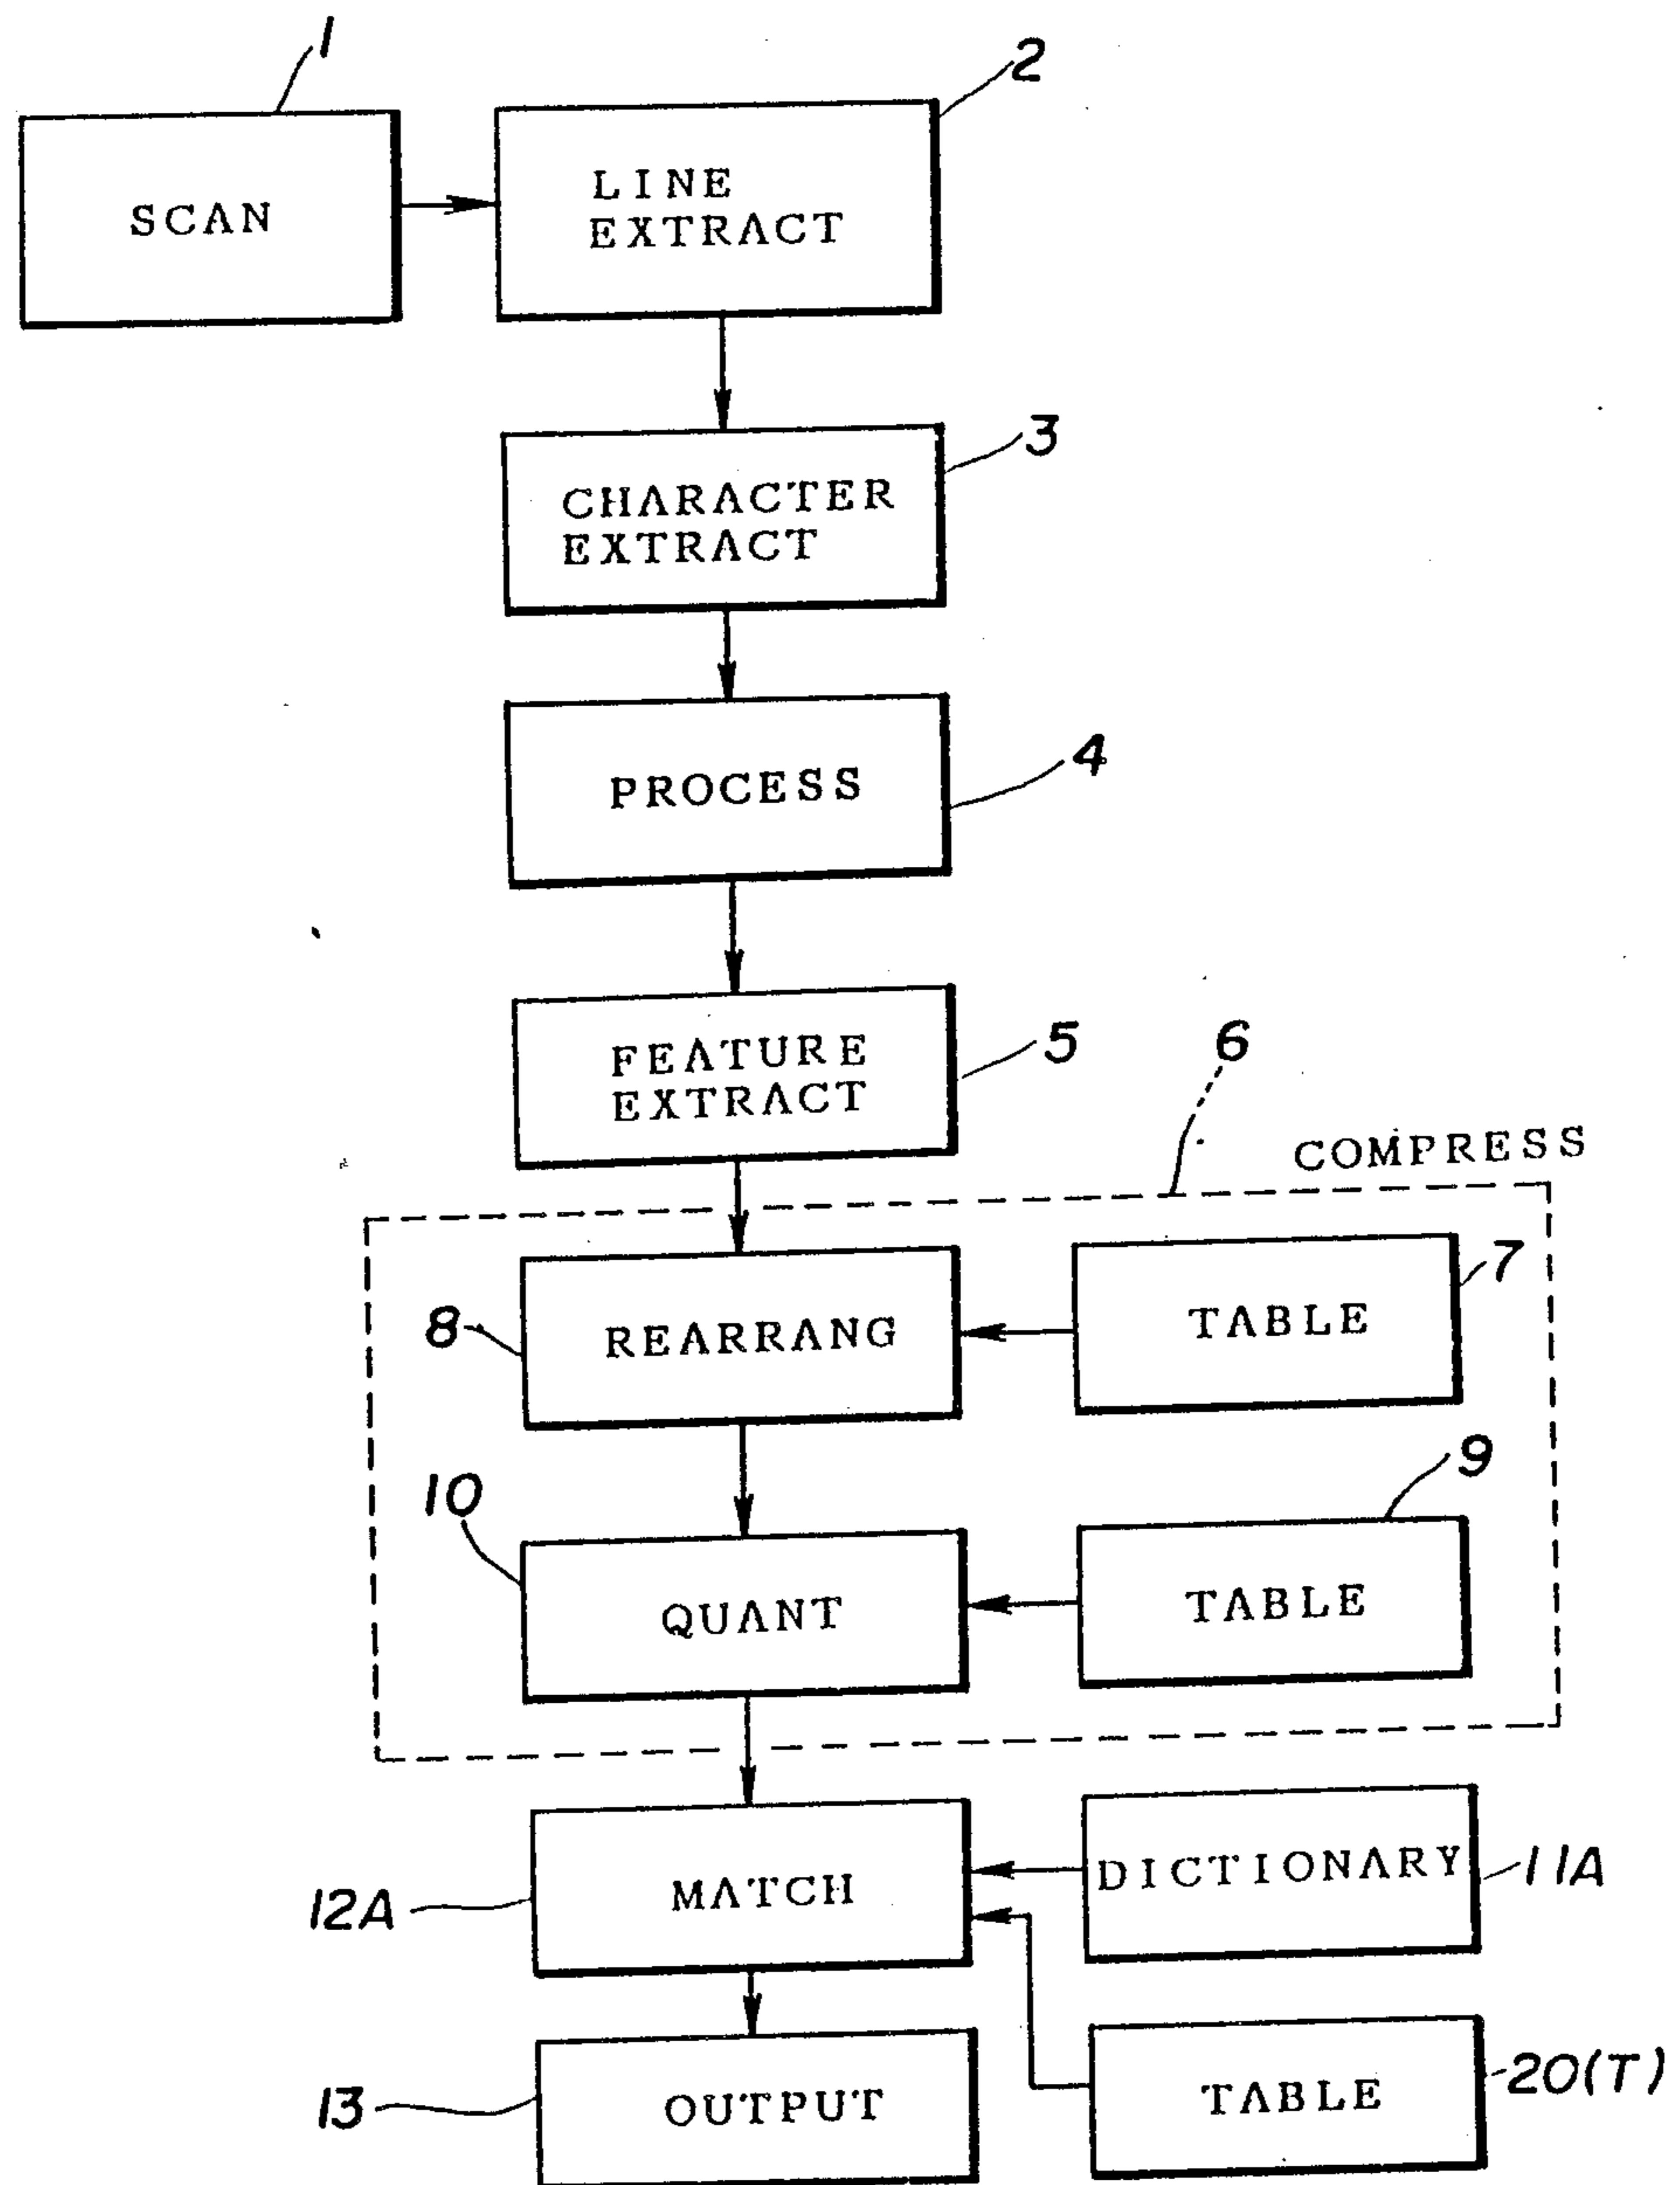 1
2
SCAN
LINE
EXTRACT
3
CHARACTER
EXTRACT
4
PROCESS
5
FEATURE
EXTRACT
6
COMPRESS
7
8
REARRANG
TABLE
9
10
QUANT
TABLE
12A
MATCH
DICTIONARY
11A
13
OUTPUT
TABLE
20(T)